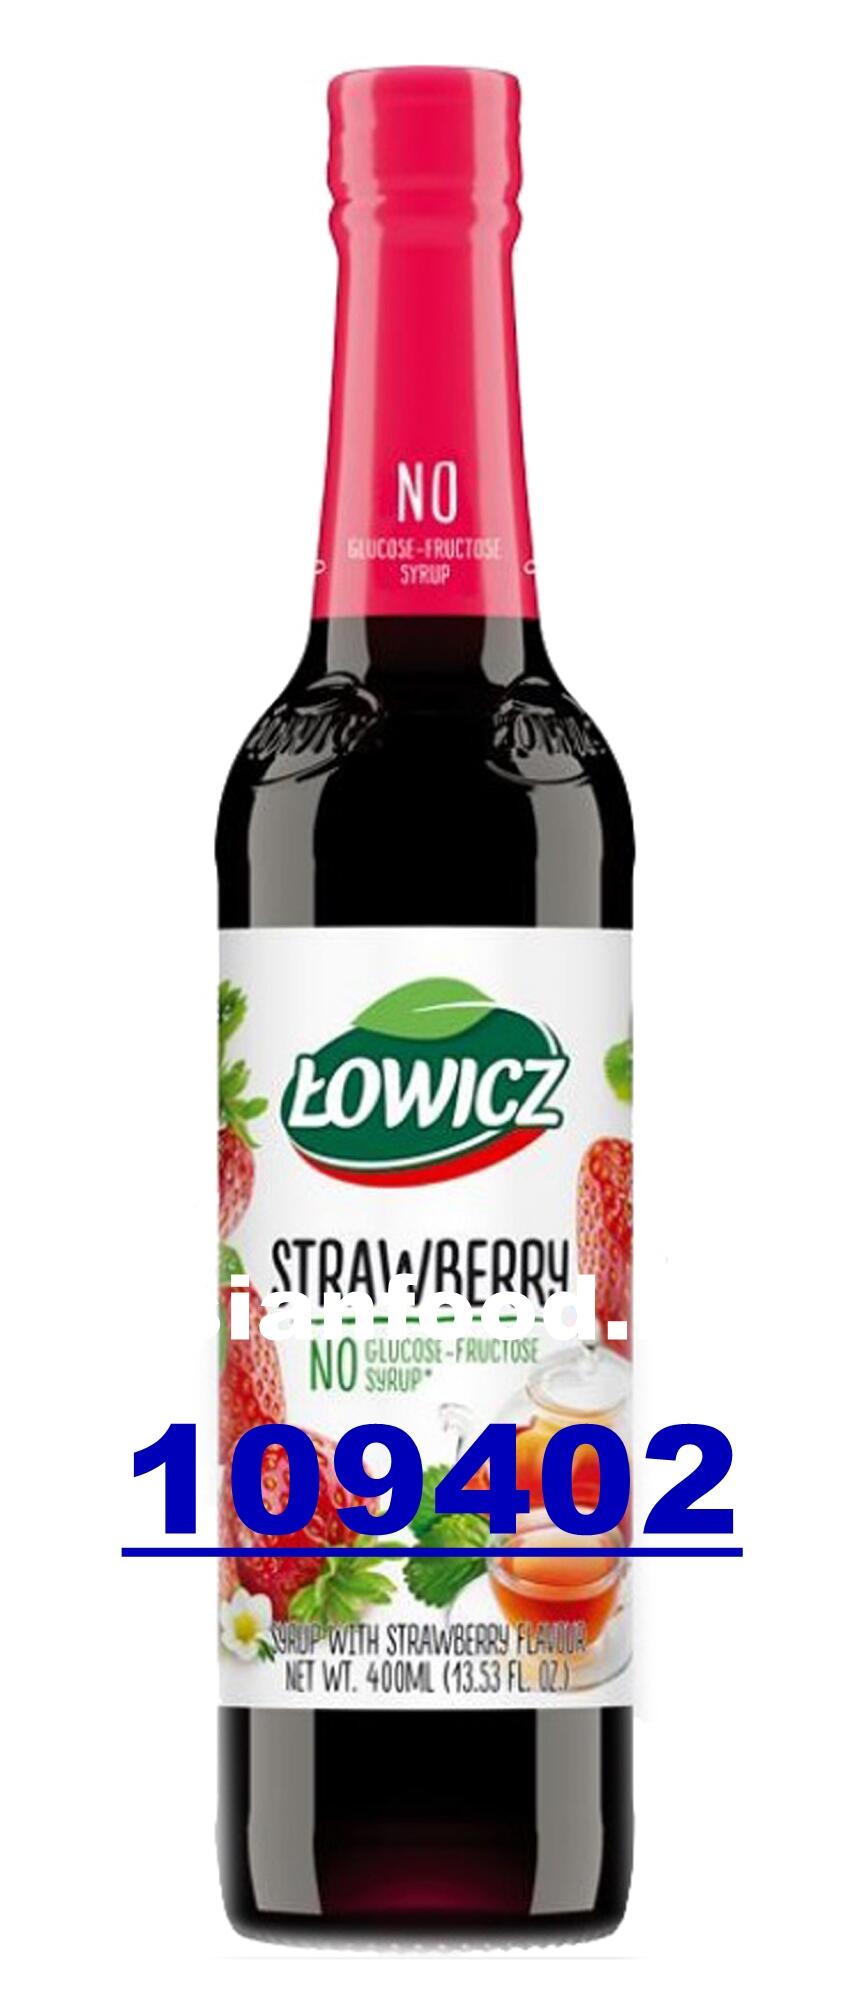 NO
GLUCOSE-FRUCTOSE
SYRUP
ŁOWICZ
STRAWBERRY
sianfood.
NO GLUCOSE-FRUCTOSE
SYRUP*
109402
SYRUP WITH STRAWBERRY FLAVOUR
NET WT. 400ML (13.53 FL. OZ.)